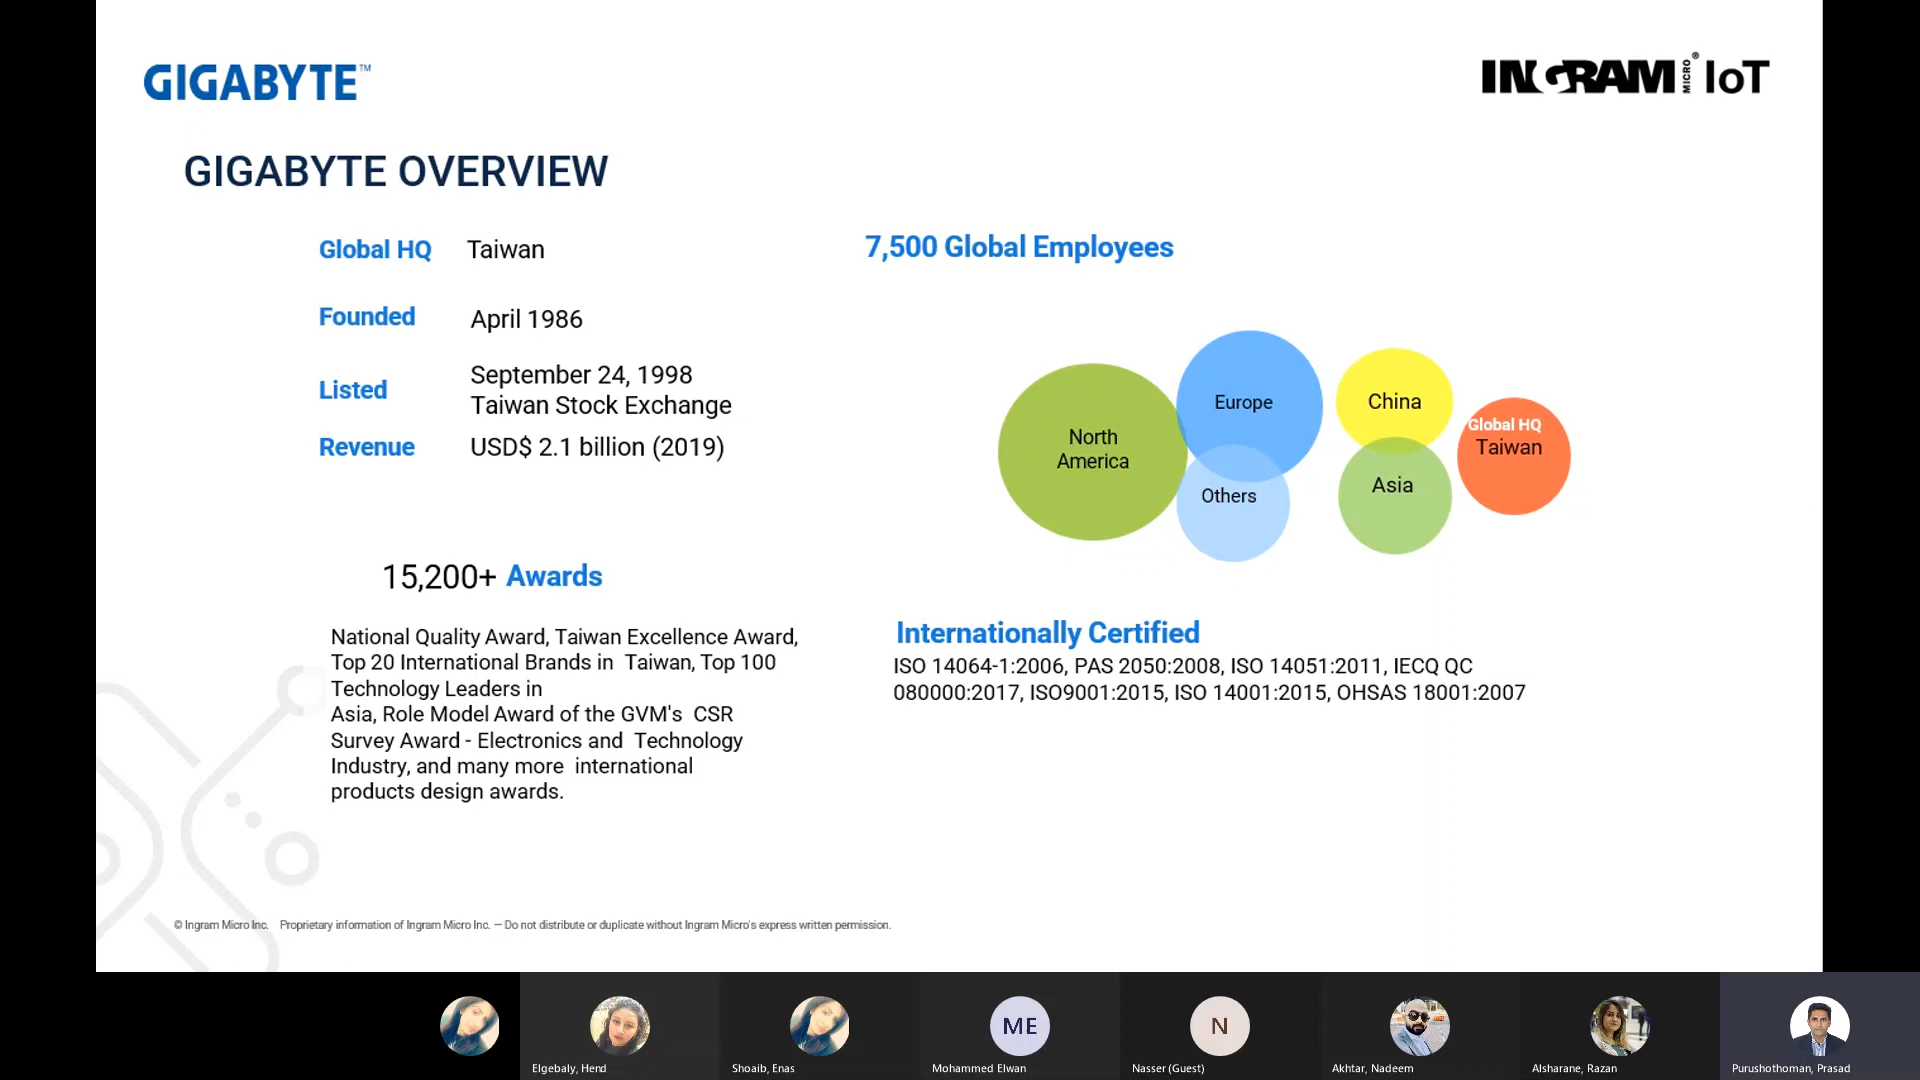 GIGABYTE™
INGRAM MICRO® IoT
GIGABYTE OVERVIEW
Global HQ Taiwan
Founded April 1986
Listed September 24, 1998
Taiwan Stock Exchange
Revenue USD$ 2.1 billion (2019)
15,200+ Awards
National Quality Award, Taiwan Excellence Award,
Top 20 International Brands in Taiwan, Top 100
Technology Leaders in
Asia, Role Model Award of the GVM's CSR
Survey Award - Electronics and Technology
Industry, and many more international
products design awards.
7,500 Global Employees
North
America
Europe
Others
China
Asia
Global HQ
Taiwan
Internationally Certified
ISO 14064-1:2006, PAS 2050:2008, ISO 14051:2011, IECQ QC
080000:2017, ISO9001:2015, ISO 14001:2015, OHSAS 18001:2007
© Ingram Micro Inc. Proprietary information of Ingram Micro Inc. — Do not distribute or duplicate without Ingram Micro's express written permission.
ME
N
Elgebaly, Hend
Shoaib, Enas
Mohammed Elwan
Nasser (Guest)
Akhtar, Nadeem
Alsharane, Razan
Purushothoman, Prasad